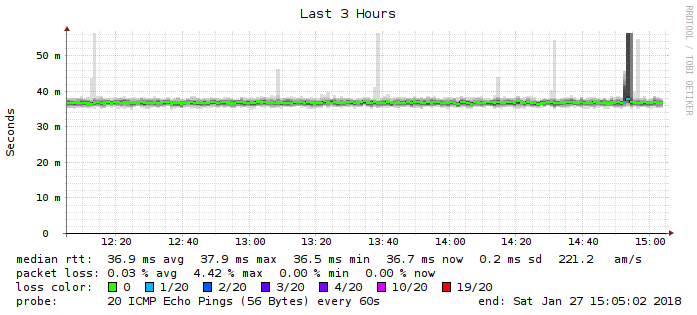 Last 3 Hours
RRDTOOL / TOBI OETIKER
Seconds
50 m
40 m
30 m
20 m
10 m
0
12:20 12:40 13:00 13:20 13:40 14:00 14:20 14:40 15:00
median rtt: 36.9 ms avg 37.9 ms max 36.5 ms min 36.7 ms now 0.2 ms sd 221.2 am/s
packet loss: 0.03 % avg 4.42 % max 0.00 % min 0.00 % now
loss color: 0 1/20 2/20 3/20 4/20 10/20 19/20
probe: 20 ICMP Echo Pings (56 Bytes) every 60s end: Sat Jan 27 15:05:02 2018